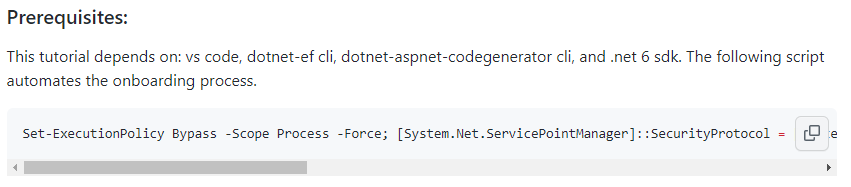 Prerequisites:
This tutorial depends on: vs code, dotnet-ef cli, dotnet-aspnet-codegenerator cli, and .net 6 sdk. The following script
automates the onboarding process.
Set-ExecutionPolicy Bypass -Scope Process -Force; [System.Net.ServicePointManager]::SecurityProtocol =